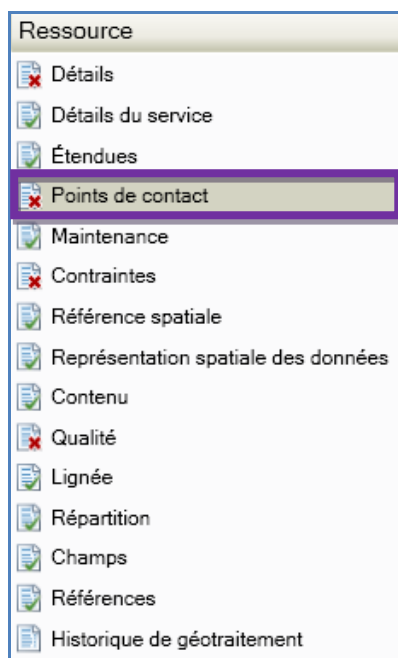 Ressource
Détails
Détails du service
Étendues
Points de contact
Maintenance
Contraintes
Référence spatiale
Représentation spatiale des données
Contenu
Qualité
Lignée
Répartition
Champs
Références
Historique de géotraitement